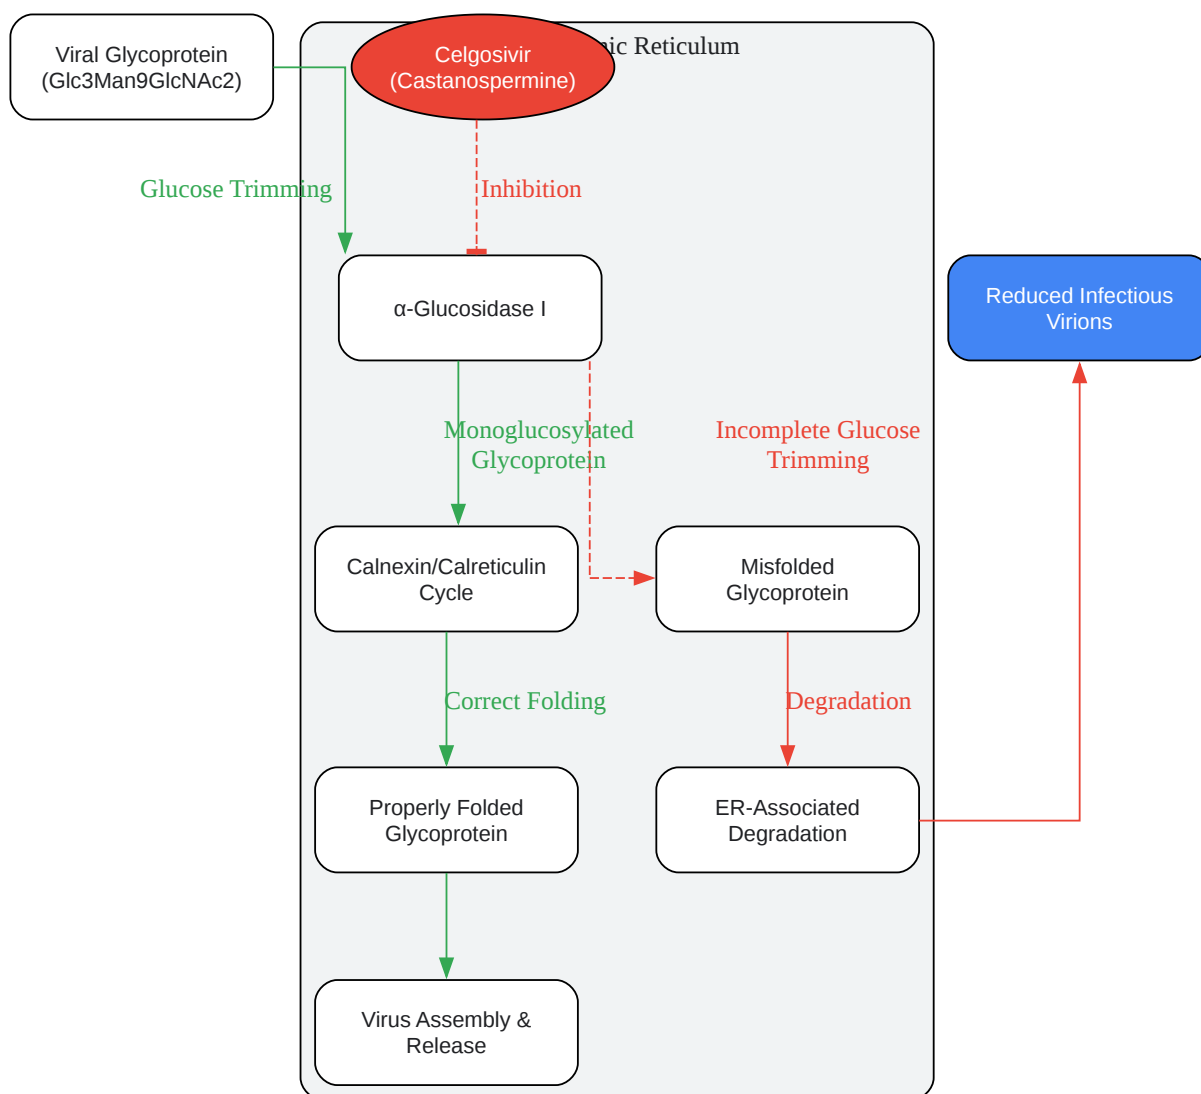 Viral Glycoprotein
(Glc3Man9GlcNAc2)
Celgosivir
(Castanospermine)
Reticulum
Glucose Trimming
Inhibition
α-Glucosidase I
Reduced Infectious
Virions
Monoglucosylated
Glycoprotein
Incomplete Glucose
Trimming
Calnexin/Calreticulin
Cycle
Misfolded
Glycoprotein
Correct Folding
Degradation
Properly Folded
Glycoprotein
ER-Associated
Degradation
Virus Assembly &
Release